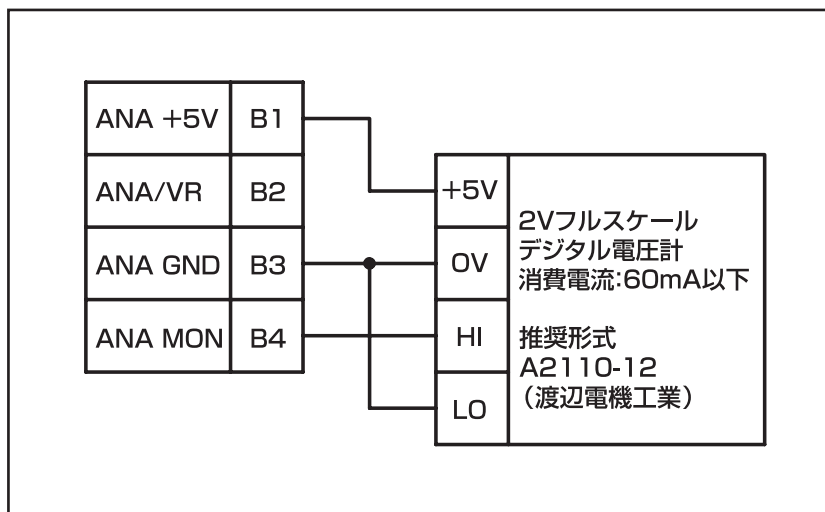 ANA +5V B1
ANA/VR B2
ANA GND B3
ANA MON B4
+5V
0V
HI
LO
2Vフルスケール
デジタル電圧計
消費電流:60mA以下
推奨形式
A2110-12
(渡辺電機工業)